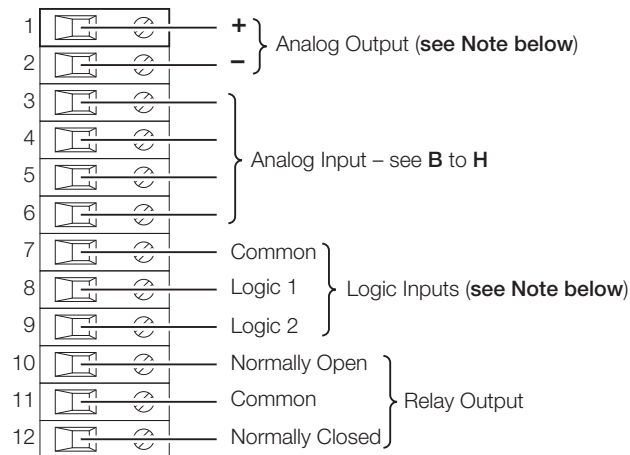 1 + Analog Output (see Note below)
2 –
3 Analog Input – see B to H
4
5
6
7 Common
8 Logic 1 Logic Inputs (see Note below)
9 Logic 2
10 Normally Open
11 Common Relay Output
12 Normally Closed